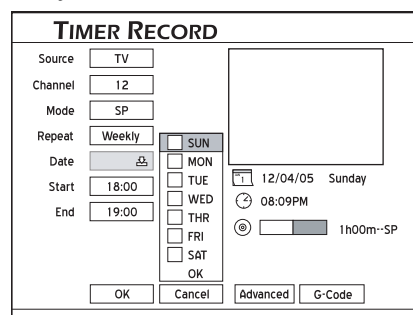 TIMER RECORD
Source TV
Channel 12
Mode SP
Repeat Weekly
Date
Start 18:00
End 19:00
SUN
MON
TUE
WED
THR
FRI
SAT
OK
1 12/04/05 Sunday
08:09PM
1h00m--SP
OK Cancel Advanced G-Code